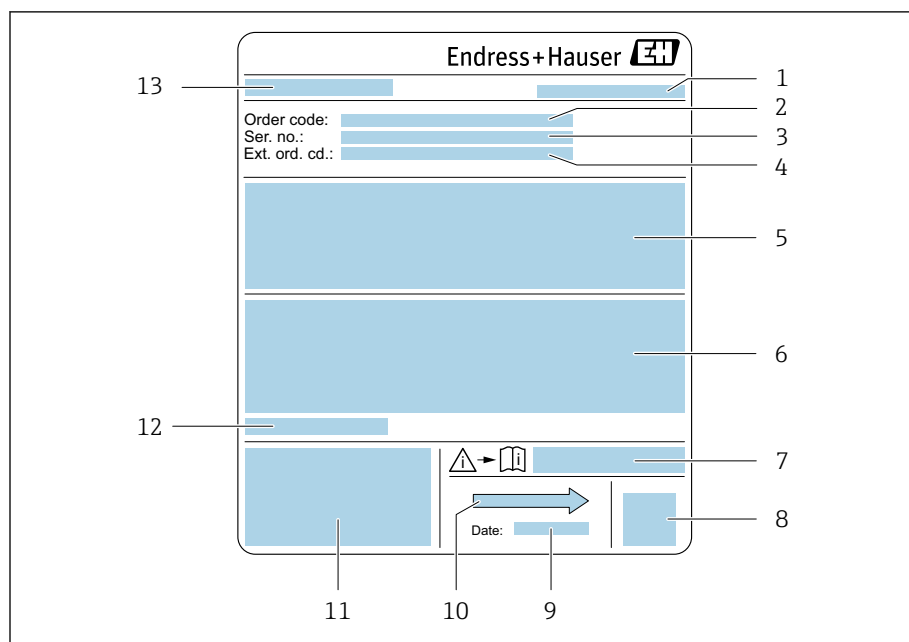 Endress+Hauser EH
13
1
Order code:
2
Ser. no.:
3
Ext. ord. cd.:
4
5
6
12
i i
7
8
Date:
11
10
9